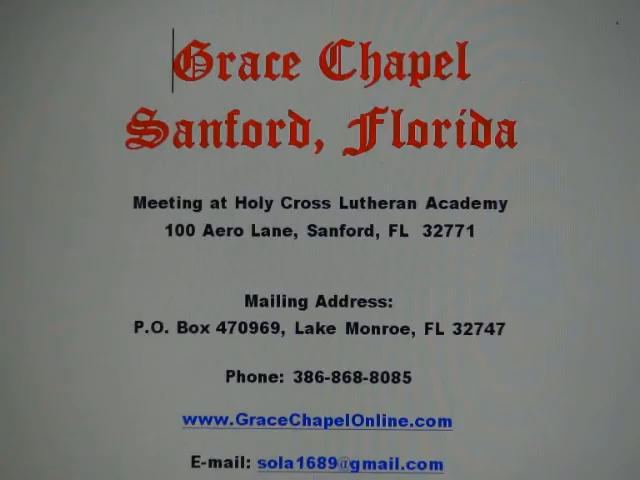 Grace Chapel
Sanford, Florida
Meeting at Holy Cross Lutheran Academy
100 Aero Lane, Sanford, FL  32771
Mailing Address:
P.O. Box 470969, Lake Monroe, FL 32747
Phone: 386-868-8085
www.GraceChapelOnline.com
E-mail: sola1689@gmail.com